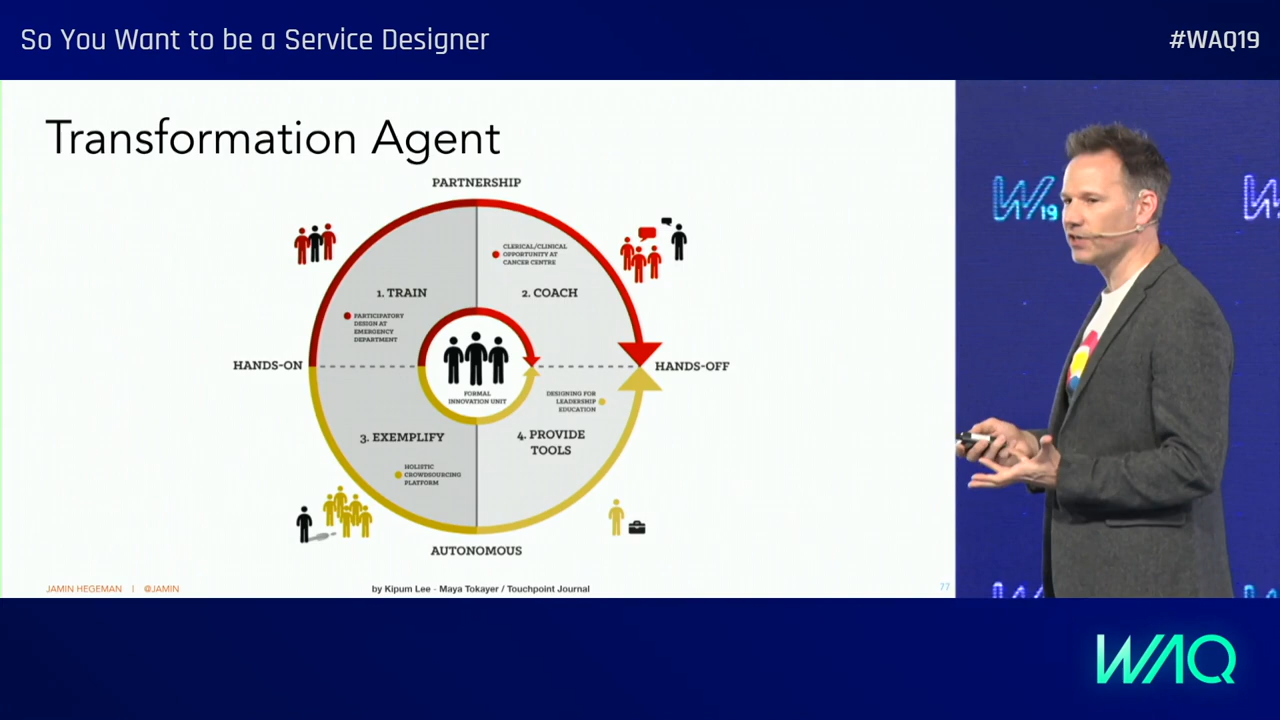 So You Want to be a Service Designer
#WAQ19
Transformation Agent
PARTNERSHIP
CLERICAL/CLINICAL
OPPORTUNITY AT
CANCER CENTRE
1. TRAIN
2. COACH
PARTICIPATORY
DESIGN AT
EMERGENCY
DEPARTMENT
HANDS-ON
HANDS-OFF
FORMAL
INNOVATION UNIT
DESIGNING FOR
LEADERSHIP
EDUCATION
3. EXEMPLIFY
4. PROVIDE
TOOLS
HOLISTIC
CROWDSOURCING
PLATFORM
AUTONOMOUS
JAMIN HEGEMAN | @JAMIN
by Kipum Lee - Maya Tokayer / Touchpoint Journal
77
19
WAQ